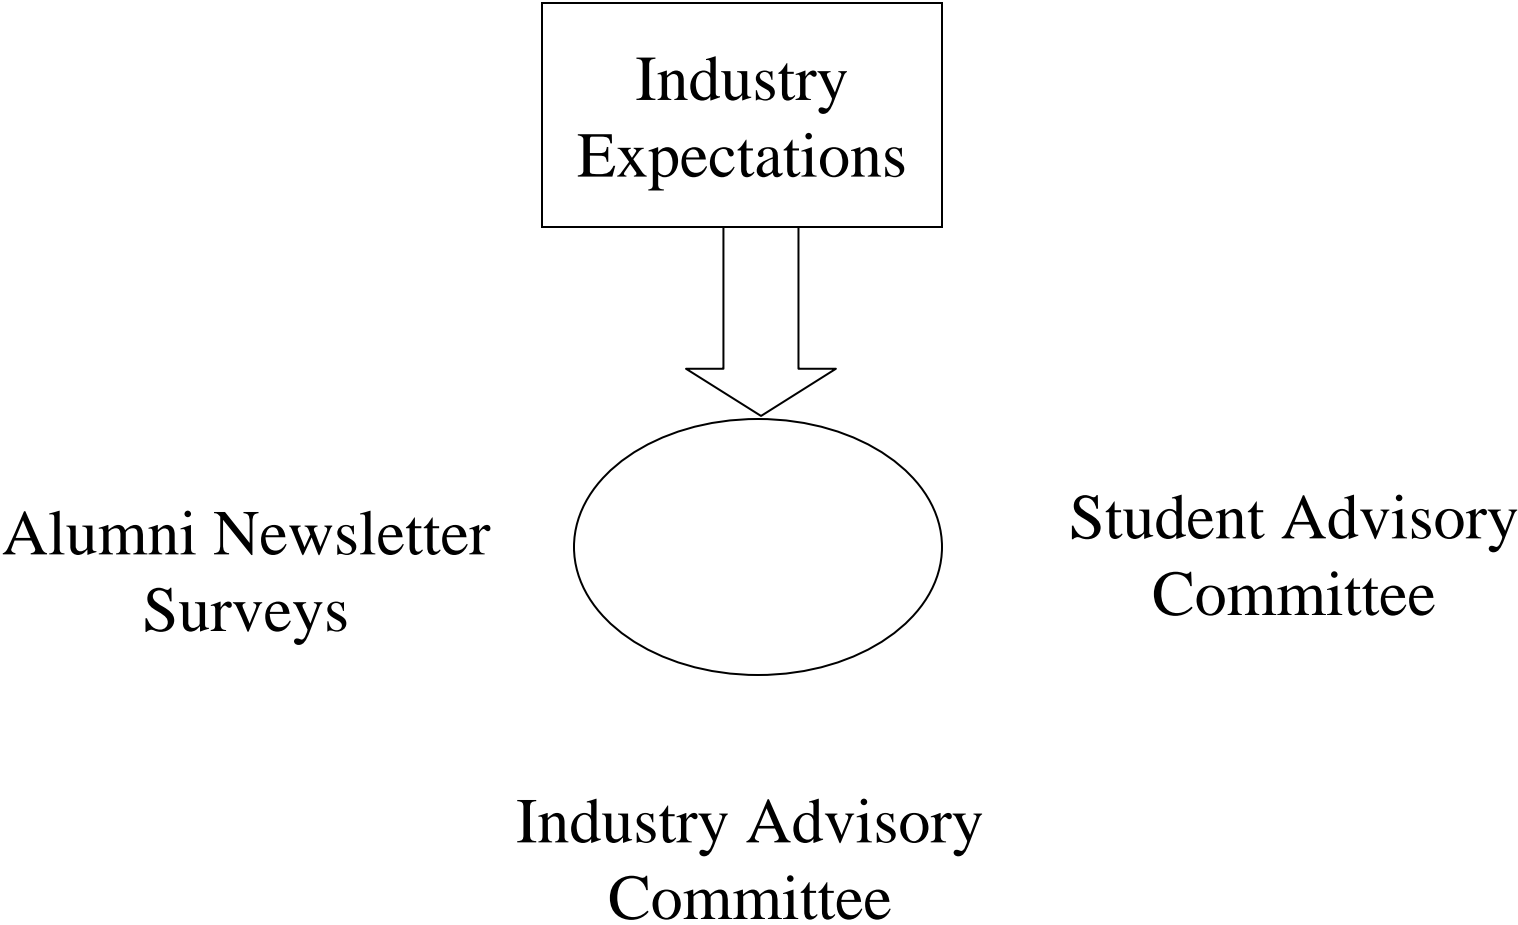 Industry
Expectations
Alumni Newsletter
Surveys
Student Advisory
Committee
Industry Advisory
Committee